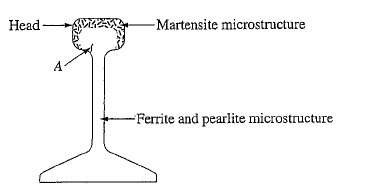 Head
Martensite microstructure
A
Ferrite and pearlite microstructure